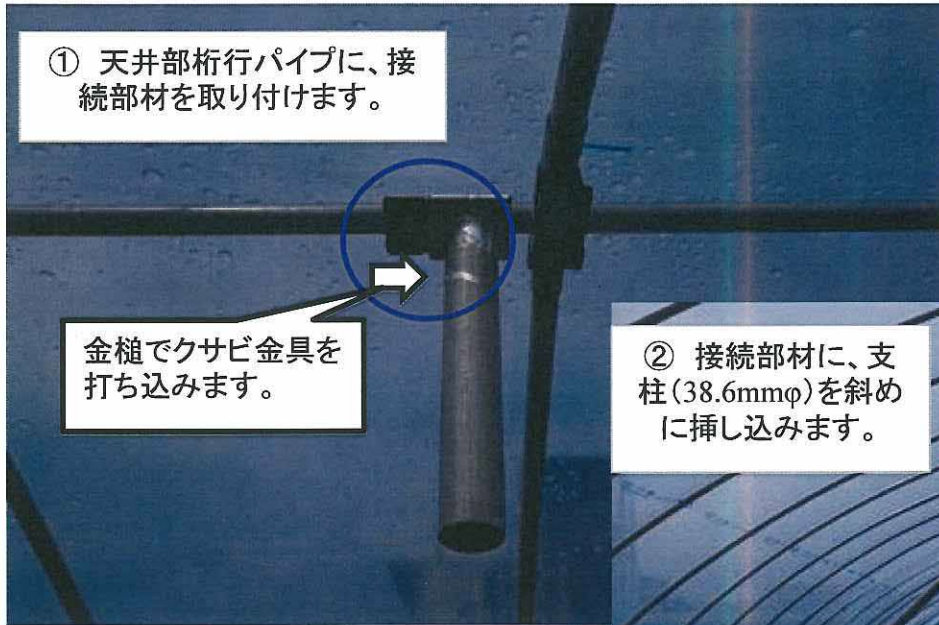 ① 天井部桁行パイプに、接
続部材を取り付けます。
金槌でクサビ金具を
打ち込みます。
② 接続部材に、支
柱(38.6mmφ)を斜め
に挿し込みます。